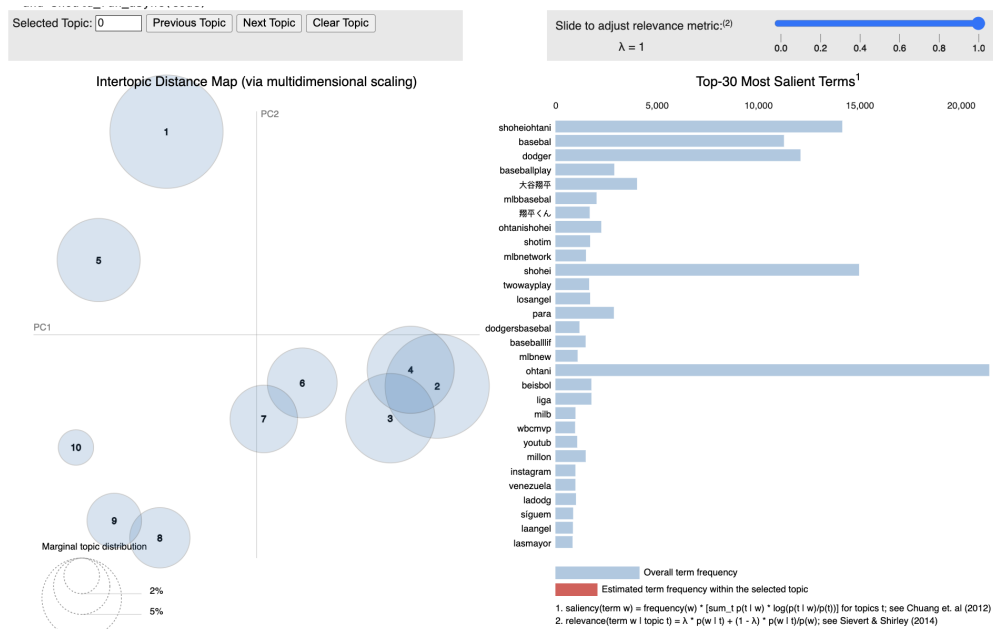 Selected Topic: 0 Previous Topic Next Topic Clear Topic
Slide to adjust relevance metric:(2)
λ = 1
0.0 0.2 0.4 0.6 0.8 1.0
Intertopic Distance Map (via multidimensional scaling)
PC2
PC1
1
5
4
2
6
3
7
10
9
8
Marginal topic distribution
2%
5%
Top-30 Most Salient Terms1
0 5,000 10,000 15,000 20,000
shoheiohtani
basebal
dodger
baseballplay
大谷翔平
mlbbasebal
翔平くん
ohtanishohei
shotim
mlbnetwork
shohei
twowayplay
losangel
para
dodgersbasebal
baseballlif
mlbnew
ohtani
beisbol
liga
milb
wbcmvp
youtub
millon
instagram
venezuela
ladodg
síguem
laangel
lasmayor
Overall term frequency
Estimated term frequency within the selected topic
1. saliency(term w) = frequency(w) * [sum_t p(t | w) * log(p(t | w)/p(t))] for topics t; see Chuang et. al (2012)
2. relevance(term w | topic t) = λ * p(w | t) + (1 - λ) * p(w | t)/p(w); see Sievert & Shirley (2014)